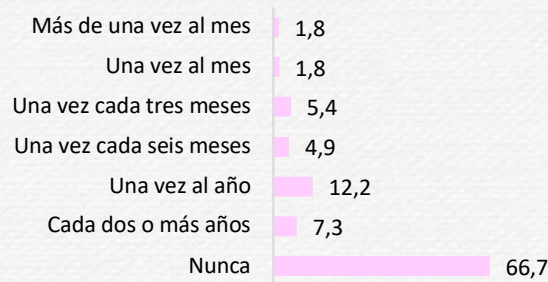 Más de una vez al mes 1,8
Una vez al mes 1,8
Una vez cada tres meses 5,4
Una vez cada seis meses 4,9
Una vez al año 12,2
Cada dos o más años 7,3
Nunca 66,7